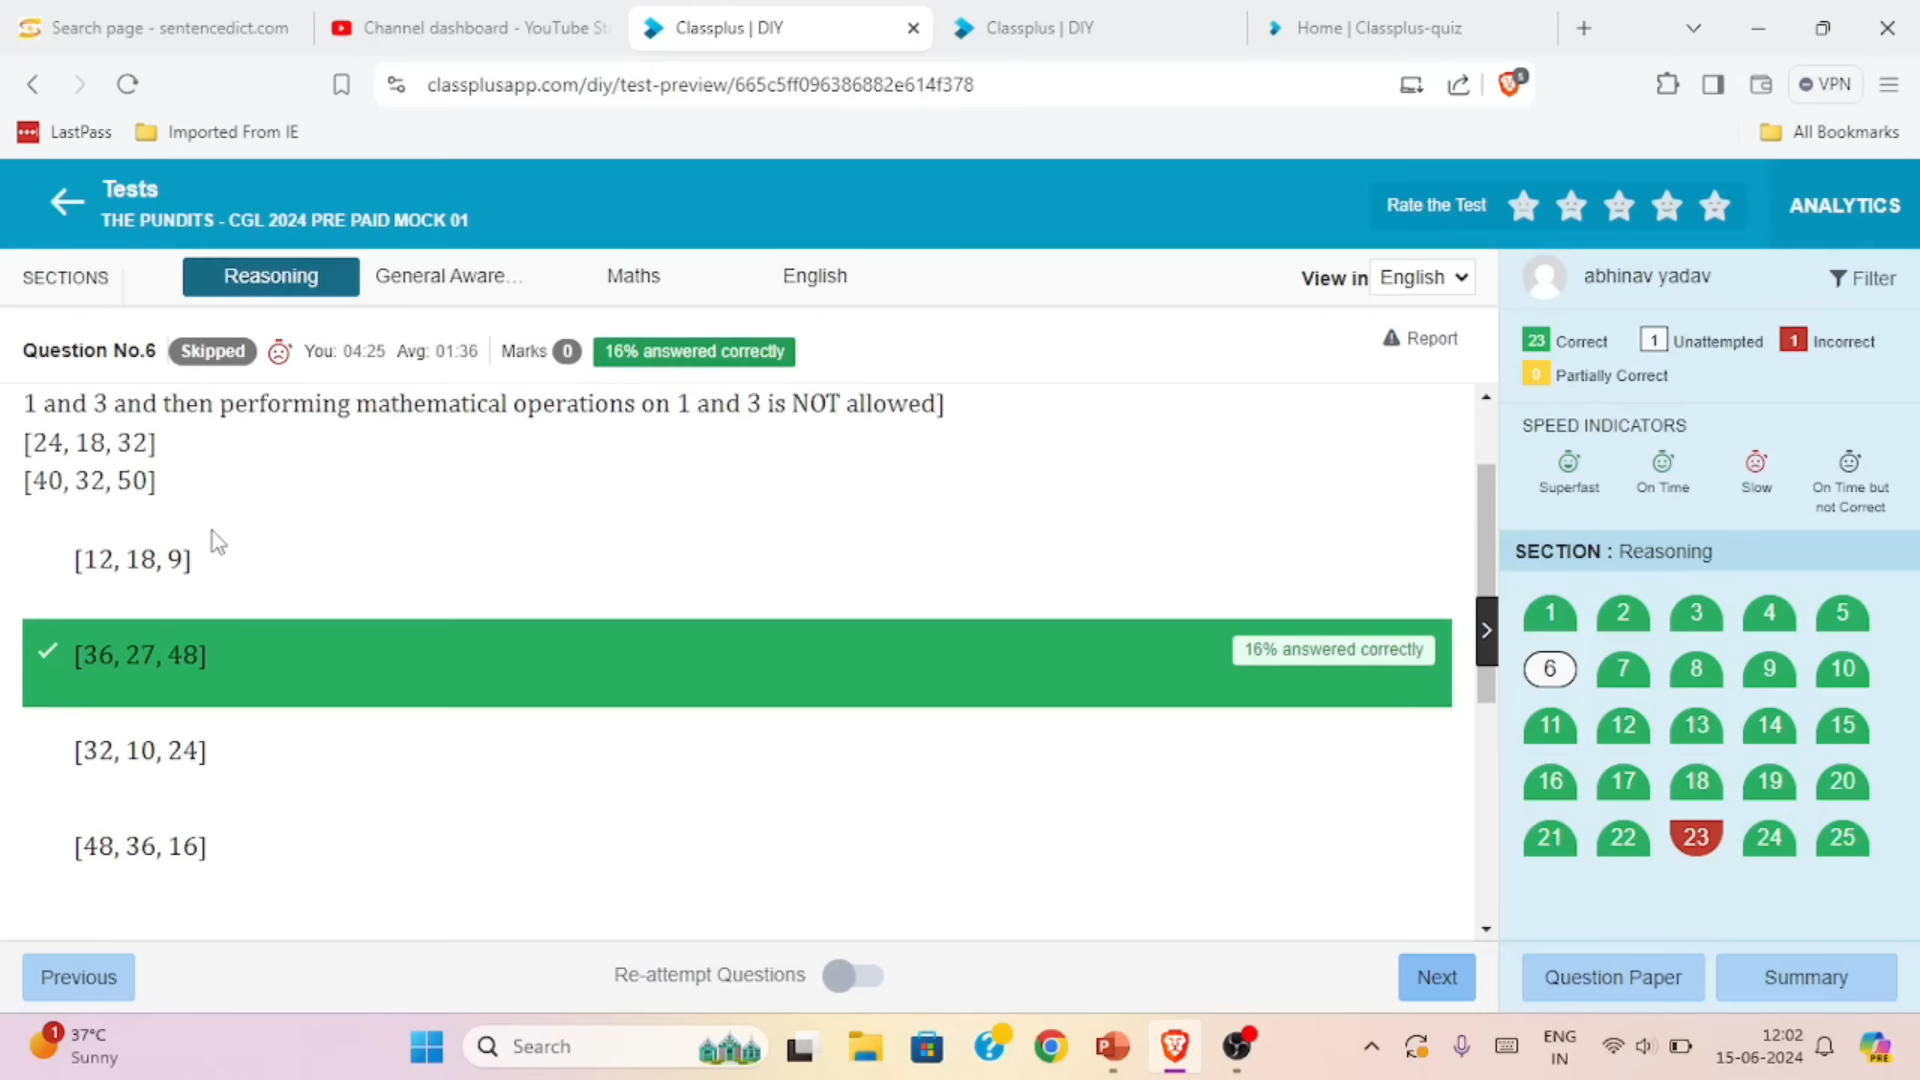 Search page - sentencedict.com
Channel dashboard - YouTube St
Classplus | DIY
Classplus | DIY
Home | Classplus-quiz
classplusapp.com/diy/test-preview/665c5ff096386882e614f378
5
VPN
LastPass
Imported From IE
All Bookmarks
Tests
THE PUNDITS - CGL 2024 PRE PAID MOCK 01
Rate the Test
ANALYTICS
SECTIONS
Reasoning
General Aware...
Maths
English
View in
English
abhinav yadav
Filter
Question No.6
Skipped
You: 04:25 Avg: 01:36
Marks 0
16% answered correctly
Report
23 Correct
1 Unattempted
1 Incorrect
0 Partially Correct
1 and 3 and then performing mathematical operations on 1 and 3 is NOT allowed]
[24, 18, 32]
[40, 32, 50]
[12, 18, 9]
[36, 27, 48]
16% answered correctly
[32, 10, 24]
[48, 36, 16]
SPEED INDICATORS
Superfast
On Time
Slow
On Time but
not Correct
SECTION : Reasoning
1 2 3 4 5
6 7 8 9 10
11 12 13 14 15
16 17 18 19 20
21 22 23 24 25
Previous
Re-attempt Questions
Next
Question Paper
Summary
1
37°C
Sunny
Search
ENG
IN
12:02
15-06-2024
PRE